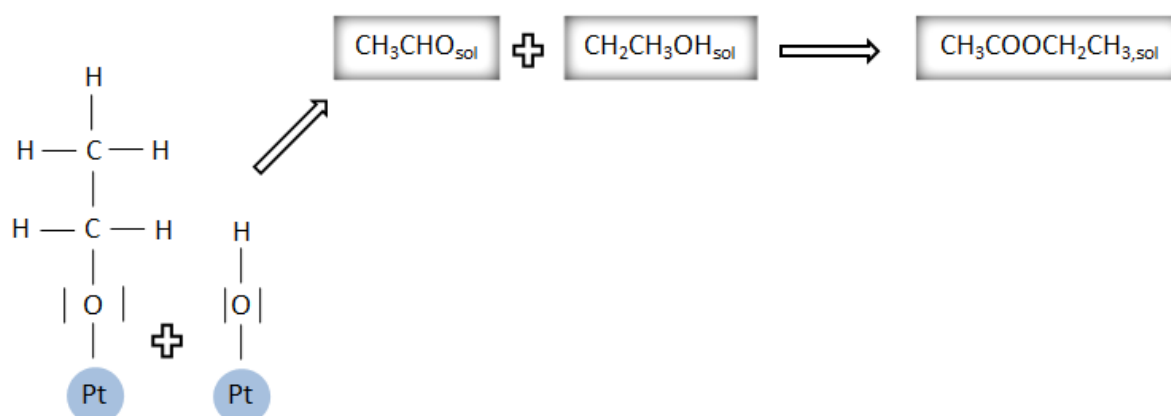 CH₃CHOsol + CH₂CH₃OHsol ⟹ CH₃COOCH₂CH₃,sol
H
H — C — H
H — C — H H
| O | |O|
+
Pt Pt